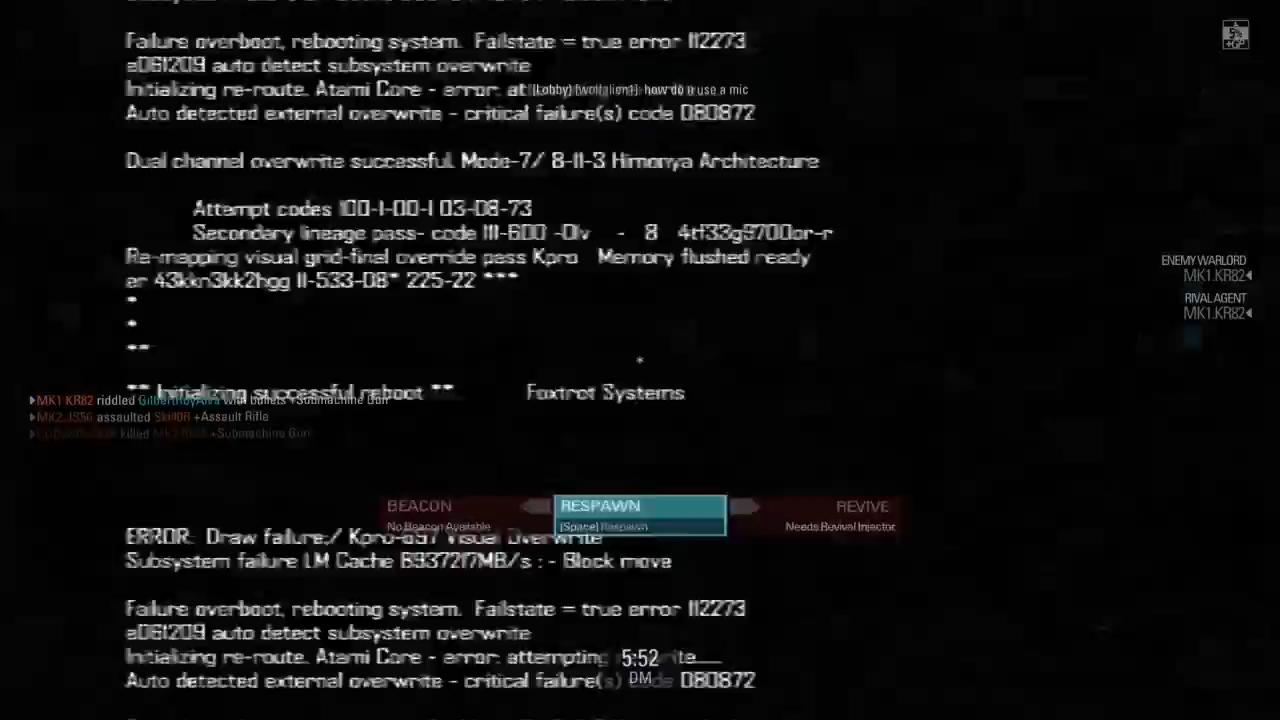 Failure overboot, rebooting system. Failstate = true error 112273
a061209 auto detect subsystem overwrite
Initializing re-route. Atami Core - error: at
[Lobby] how do u use a mic
Auto detected external overwrite - critical failure(s) code 080872
Dual channel overwrite successful. Mode-7/ 8-11-3 Himonya Architecture
Attempt codes 100-1-00-1 03-08-73
Secondary lineage pass- code 111-600 -Dlv - 8 4tf33g9700or-r
Re-mapping visual grid-final override pass Kpro Memory flushed ready
er 43kkn3kk2hgg 11-533-08* 225-22 ***
*
*
**
*
** Initializing successful reboot ** Foxtrot Systems
ENEMY WARLORD
MK1.KR82
RIVAL AGENT
MK1.KR82
+GP
MK1 KR82 riddled with bullets +Submachine Gun
MK2.JS56 assaulted +Assault Rifle
killed +Submachine Gun
BEACON
No Beacon Available
RESPAWN
[Space] Respawn
REVIVE
Needs Revival Injector
ERROR: Draw failure:/ Visual Overwrite
Subsystem failure LM Cache : - Block move
Failure overboot, rebooting system. Failstate = true error 112273
a061209 auto detect subsystem overwrite
Initializing re-route. Atami Core - error: attempting
5:52
DM
Auto detected external overwrite - critical failure(s) code 080872